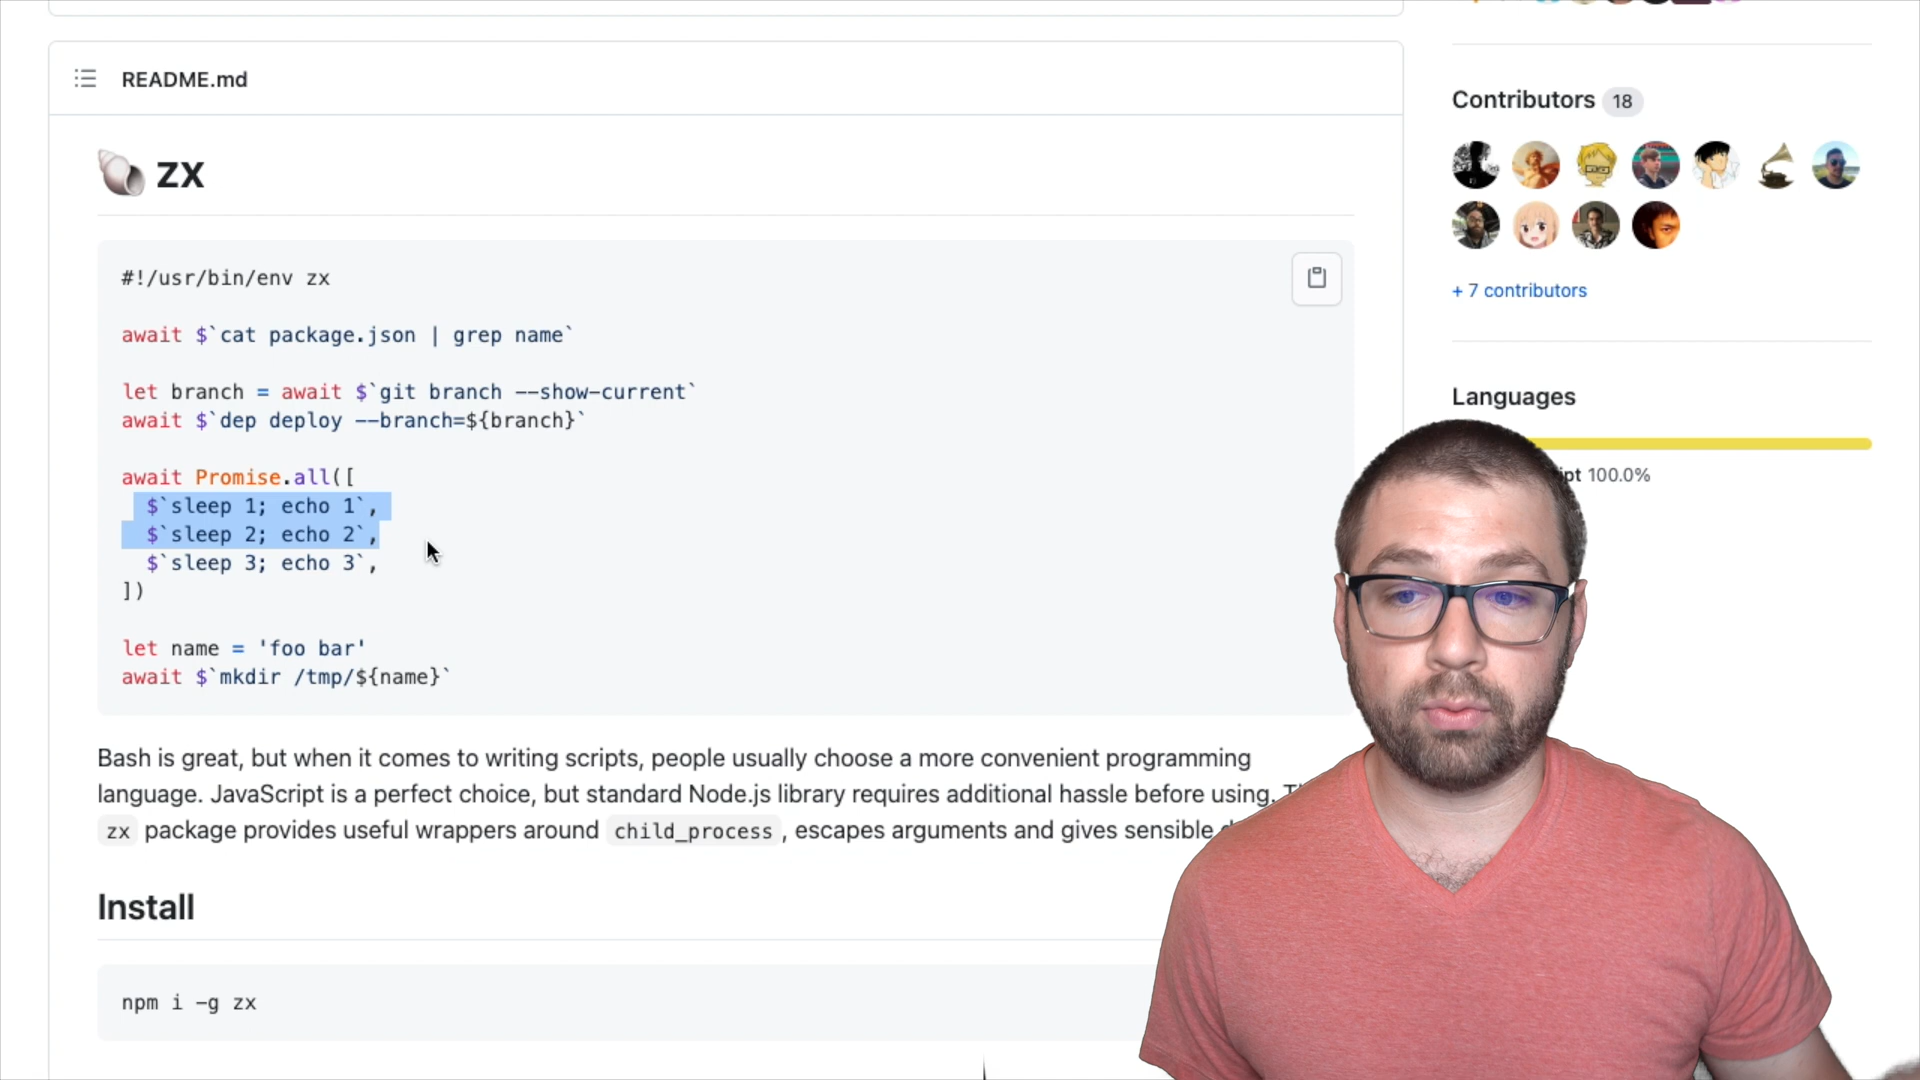 README.md
zx
#!/usr/bin/env zx
await $`cat package.json | grep name`
let branch = await $`git branch --show-current`
await $`dep deploy --branch=${branch}`
await Promise.all([
$`sleep 1; echo 1`,
$`sleep 2; echo 2`,
$`sleep 3; echo 3`,
])
let name = 'foo bar'
await $`mkdir /tmp/${name}`
Bash is great, but when it comes to writing scripts, people usually choose a more convenient programming
language. JavaScript is a perfect choice, but standard Node.js library requires additional hassle before using.
zx package provides useful wrappers around child_process, escapes arguments and gives sensible
Install
npm i -g zx
Contributors 18
+ 7 contributors
Languages
100.0%